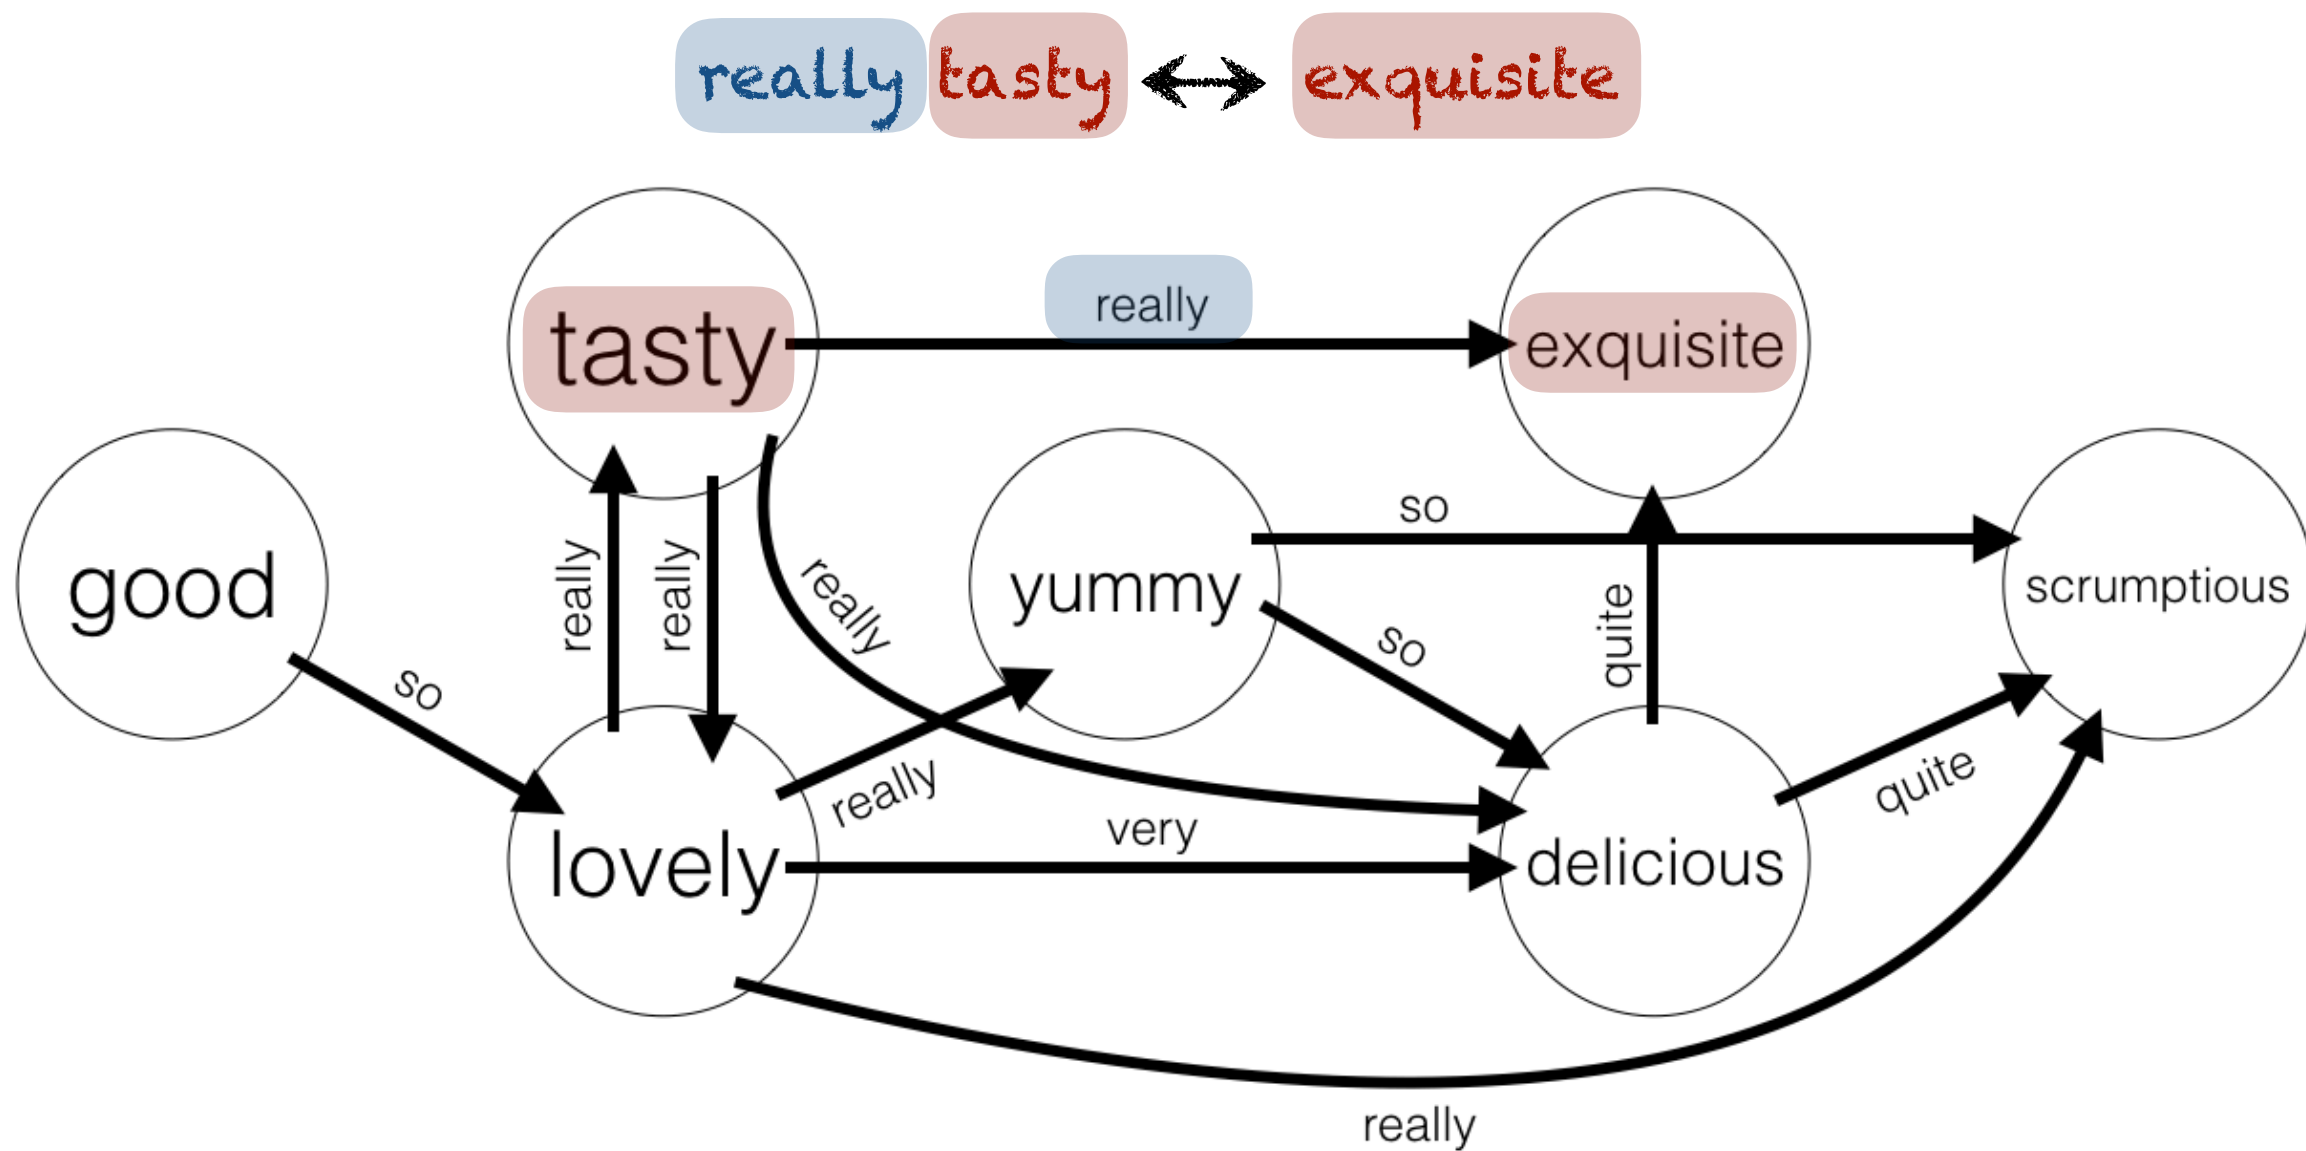 really tasty ↔ exquisite
really
tasty
exquisite
so
good
yummy
scrumptious
really
really
really
so
quite
so
really
very
quite
lovely
delicious
really